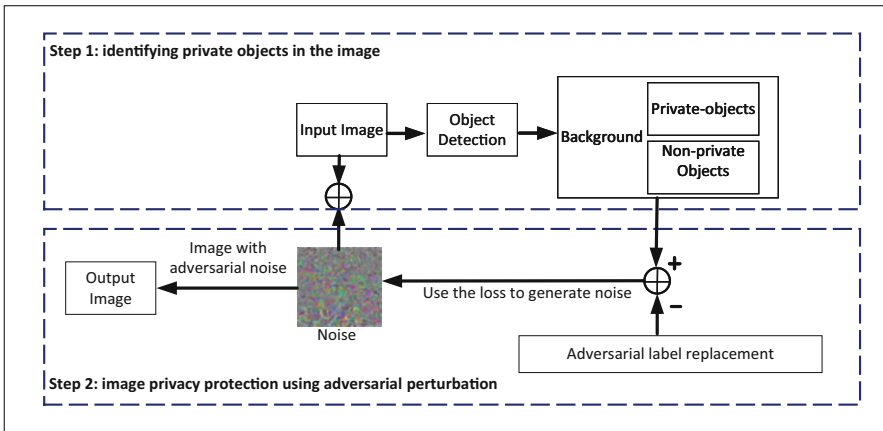 Step 1: identifying private objects in the image
Input Image
Object
Detection
Background
Private-objects
Non-private
Objects
Image with
adversarial noise
Output
Image
Noise
Use the loss to generate noise
+
−
Adversarial label replacement
Step 2: image privacy protection using adversarial perturbation